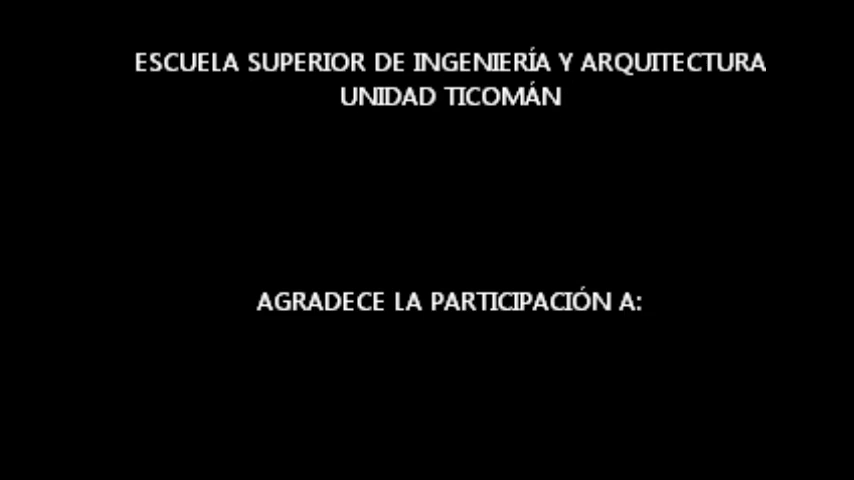 ESCUELA SUPERIOR DE INGENIERÍA Y ARQUITECTURA
UNIDAD TICOMÁN
AGRADECE LA PARTICIPACIÓN A: